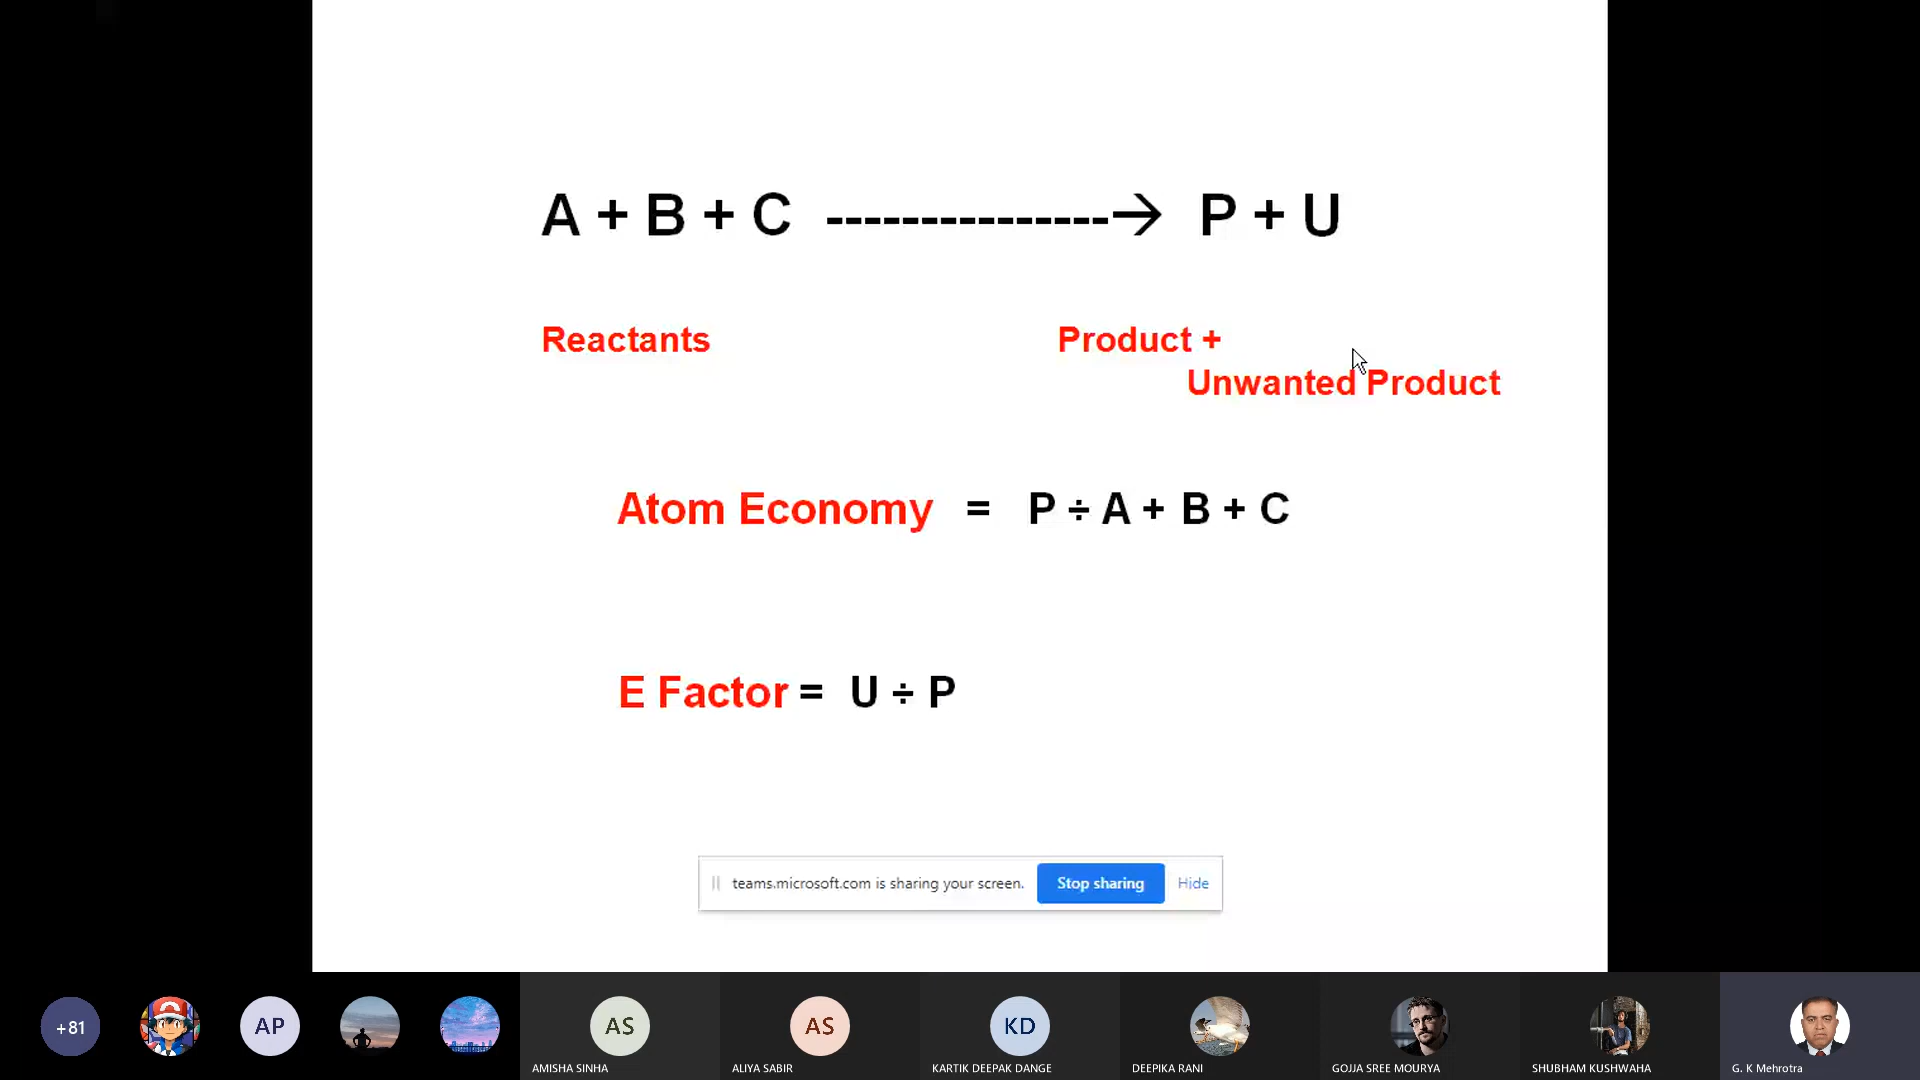 A + B + C ---------------→ P + U
Reactants
Product +
Unwanted Product
Atom Economy = P ÷ A + B + C
E Factor = U ÷ P
teams.microsoft.com is sharing your screen. Stop sharing Hide
+81 AP AS AS KD
AMISHA SINHA ALIYA SABIR KARTIK DEEPAK DANGE DEEPIKA RANI GOJJA SREE MOURYA SHUBHAM KUSHWAHA G. K Mehrotra